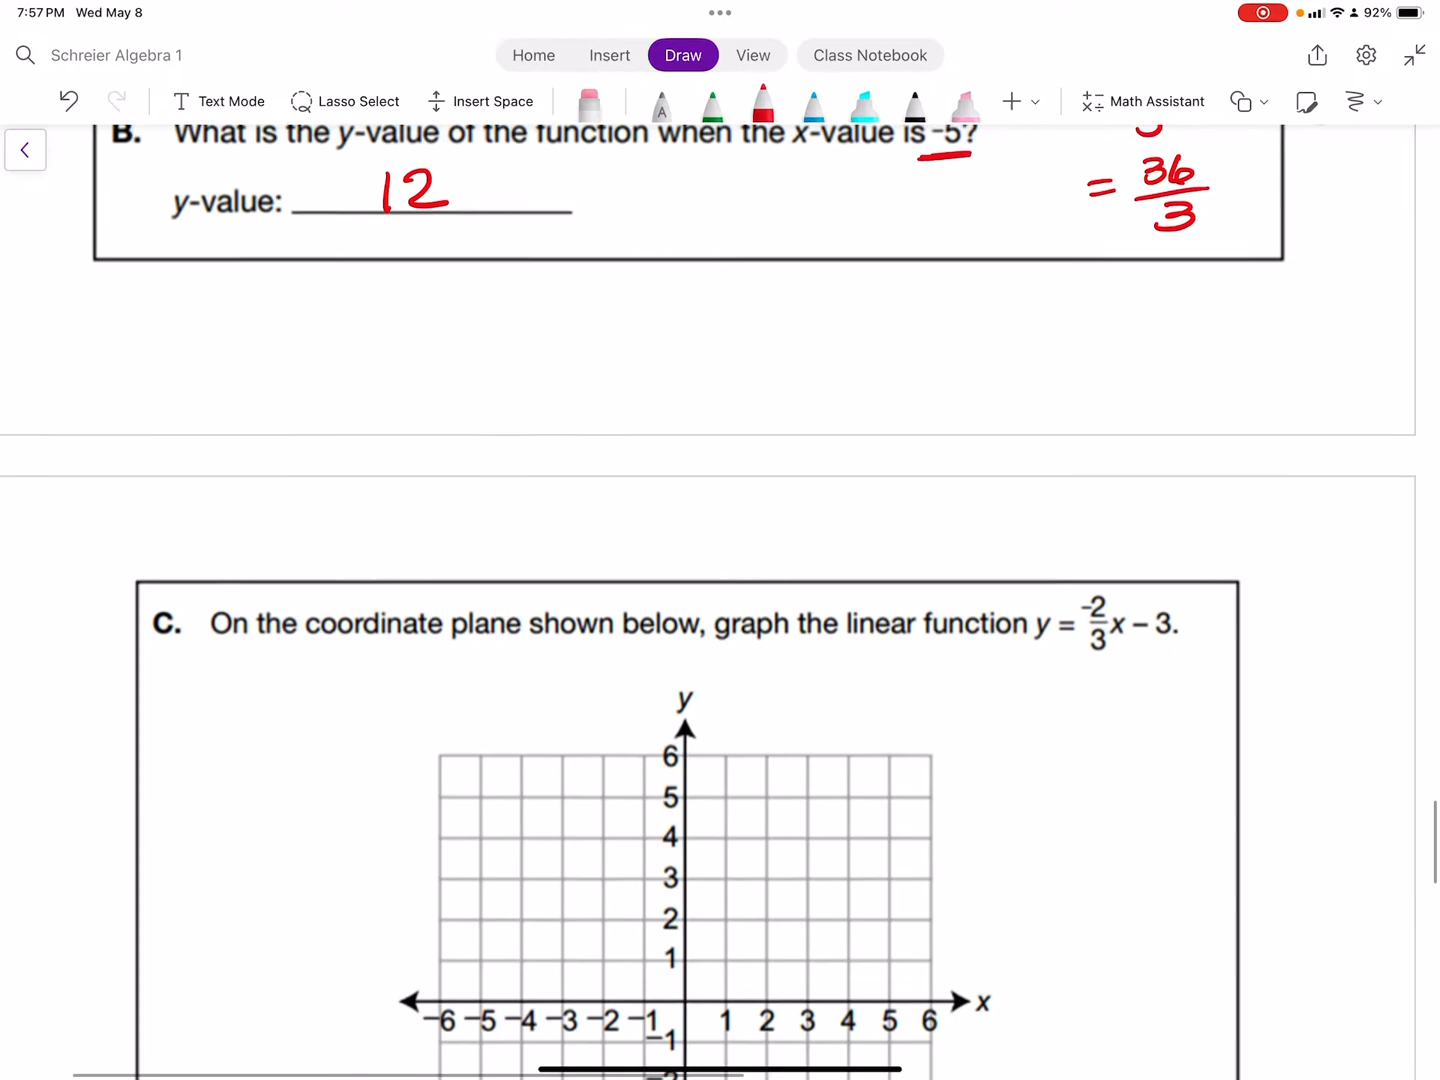 7:57 PM Wed May 8
92%
Schreier Algebra 1
Home Insert Draw View Class Notebook
T Text Mode Lasso Select Insert Space A Math Assistant
B. What is the y-value of the function when the x-value is -5?
= 36/3
y-value: 12
C. On the coordinate plane shown below, graph the linear function y = -2/3 x – 3.
y
6
5
4
3
2
1
x
-6 -5 -4 -3 -2 -1 1 2 3 4 5 6
-1